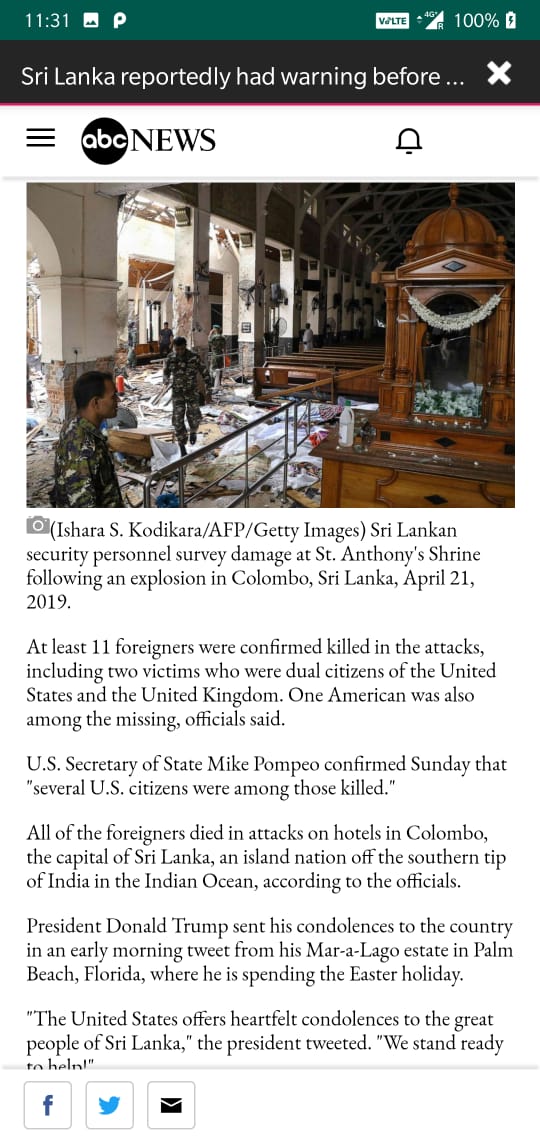 11:31
VoLTE 4G+ R 100%
Sri Lanka reportedly had warning before ...
abc NEWS
(Ishara S. Kodikara/AFP/Getty Images) Sri Lankan
security personnel survey damage at St. Anthony's Shrine
following an explosion in Colombo, Sri Lanka, April 21,
2019.
At least 11 foreigners were confirmed killed in the attacks,
including two victims who were dual citizens of the United
States and the United Kingdom. One American was also
among the missing, officials said.
U.S. Secretary of State Mike Pompeo confirmed Sunday that
"several U.S. citizens were among those killed."
All of the foreigners died in attacks on hotels in Colombo,
the capital of Sri Lanka, an island nation off the southern tip
of India in the Indian Ocean, according to the officials.
President Donald Trump sent his condolences to the country
in an early morning tweet from his Mar-a-Lago estate in Palm
Beach, Florida, where he is spending the Easter holiday.
"The United States offers heartfelt condolences to the great
people of Sri Lanka," the president tweeted. "We stand ready
to help!"